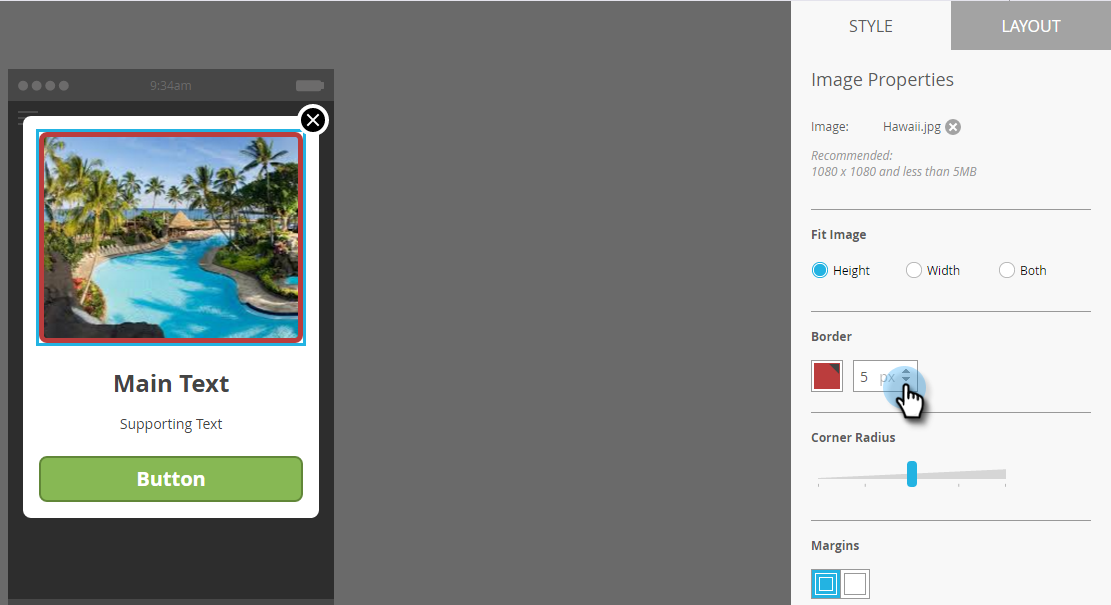 STYLE
LAYOUT
Image Properties
Image: Hawaii.jpg
Recommended:
1080 x 1080 and less than 5MB
Fit Image
Height Width Both
Border
5 px
Corner Radius
Margins
9:34am
Main Text
Supporting Text
Button